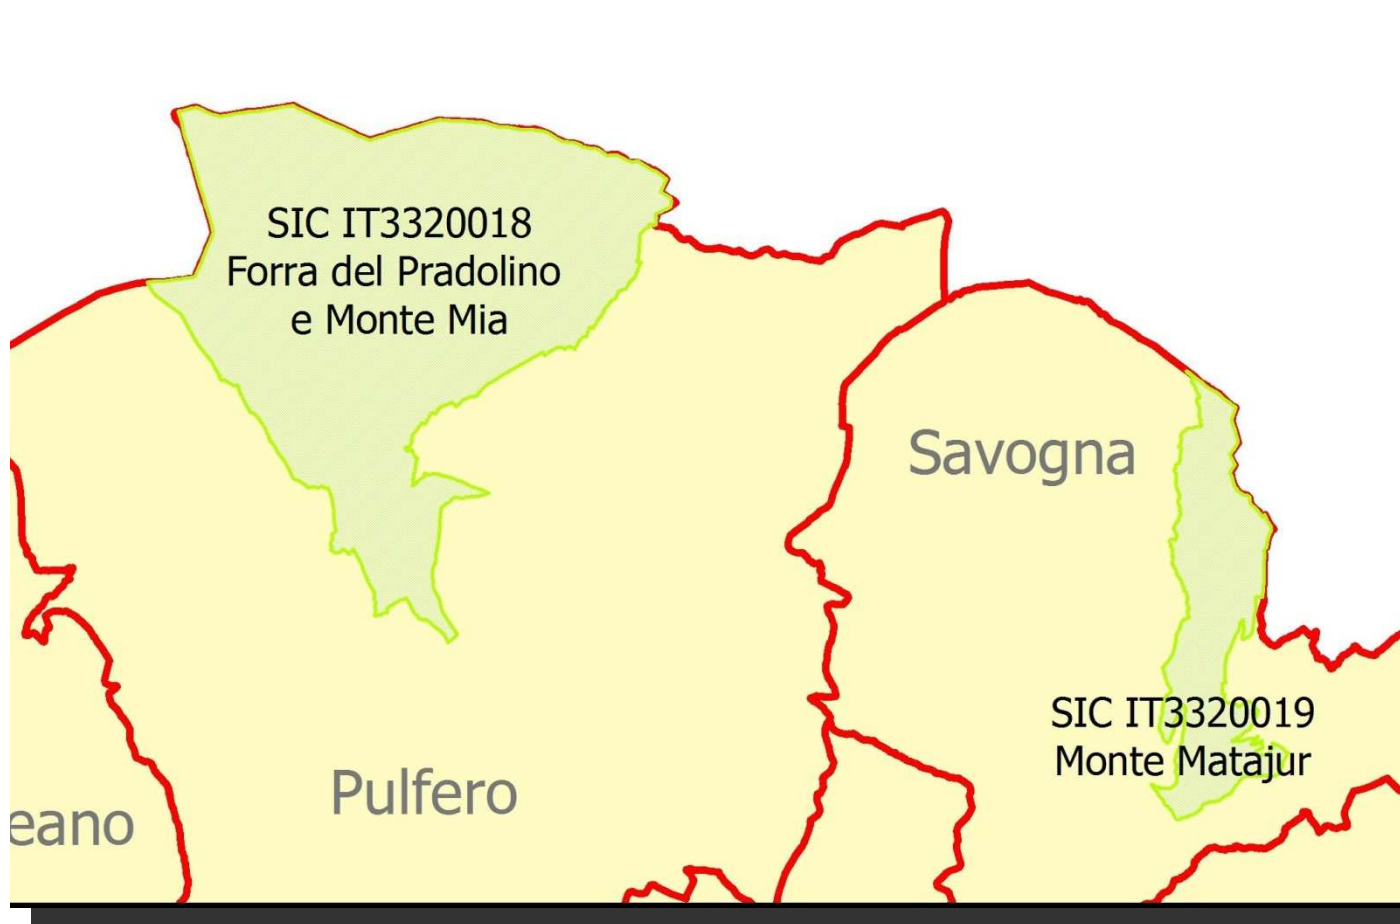 SIC IT3320018
Forra del Pradolino
e Monte Mia
Savogna
SIC IT3320019
Monte Matajur
Pulfero
eano